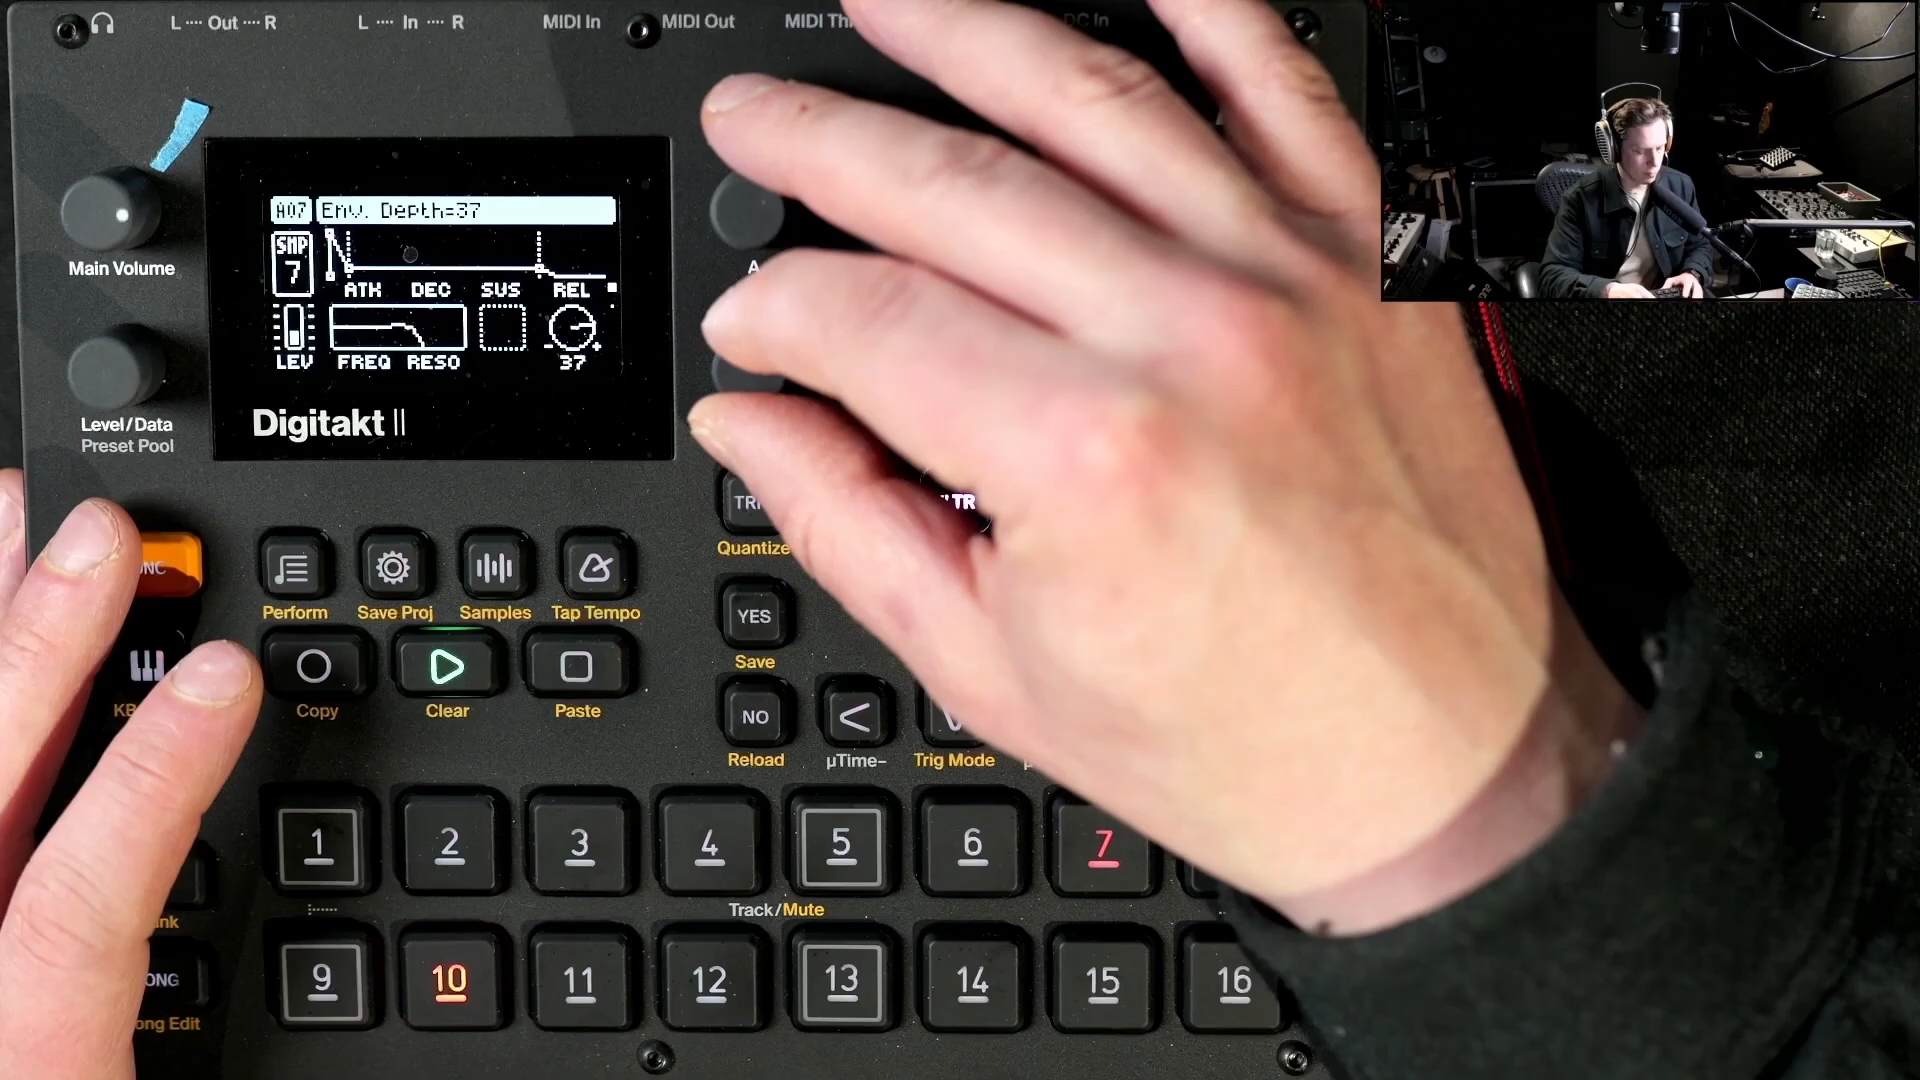 L Out R
L In R
MIDI In
MIDI Out
DC In
Main Volume
Level/Data
Preset Pool
A07 Env. Depth=37
SMP
7
ATK DEC SUS REL
LEV FREQ RESO 37
Digitakt II
Quantize
Perform
Save Proj
Samples
Tap Tempo
YES
Save
Copy
Clear
Paste
NO
Reload
µTime-
Trig Mode
1 2 3 4 5 6 7
Track/Mute
9 10 11 12 13 14 15 16